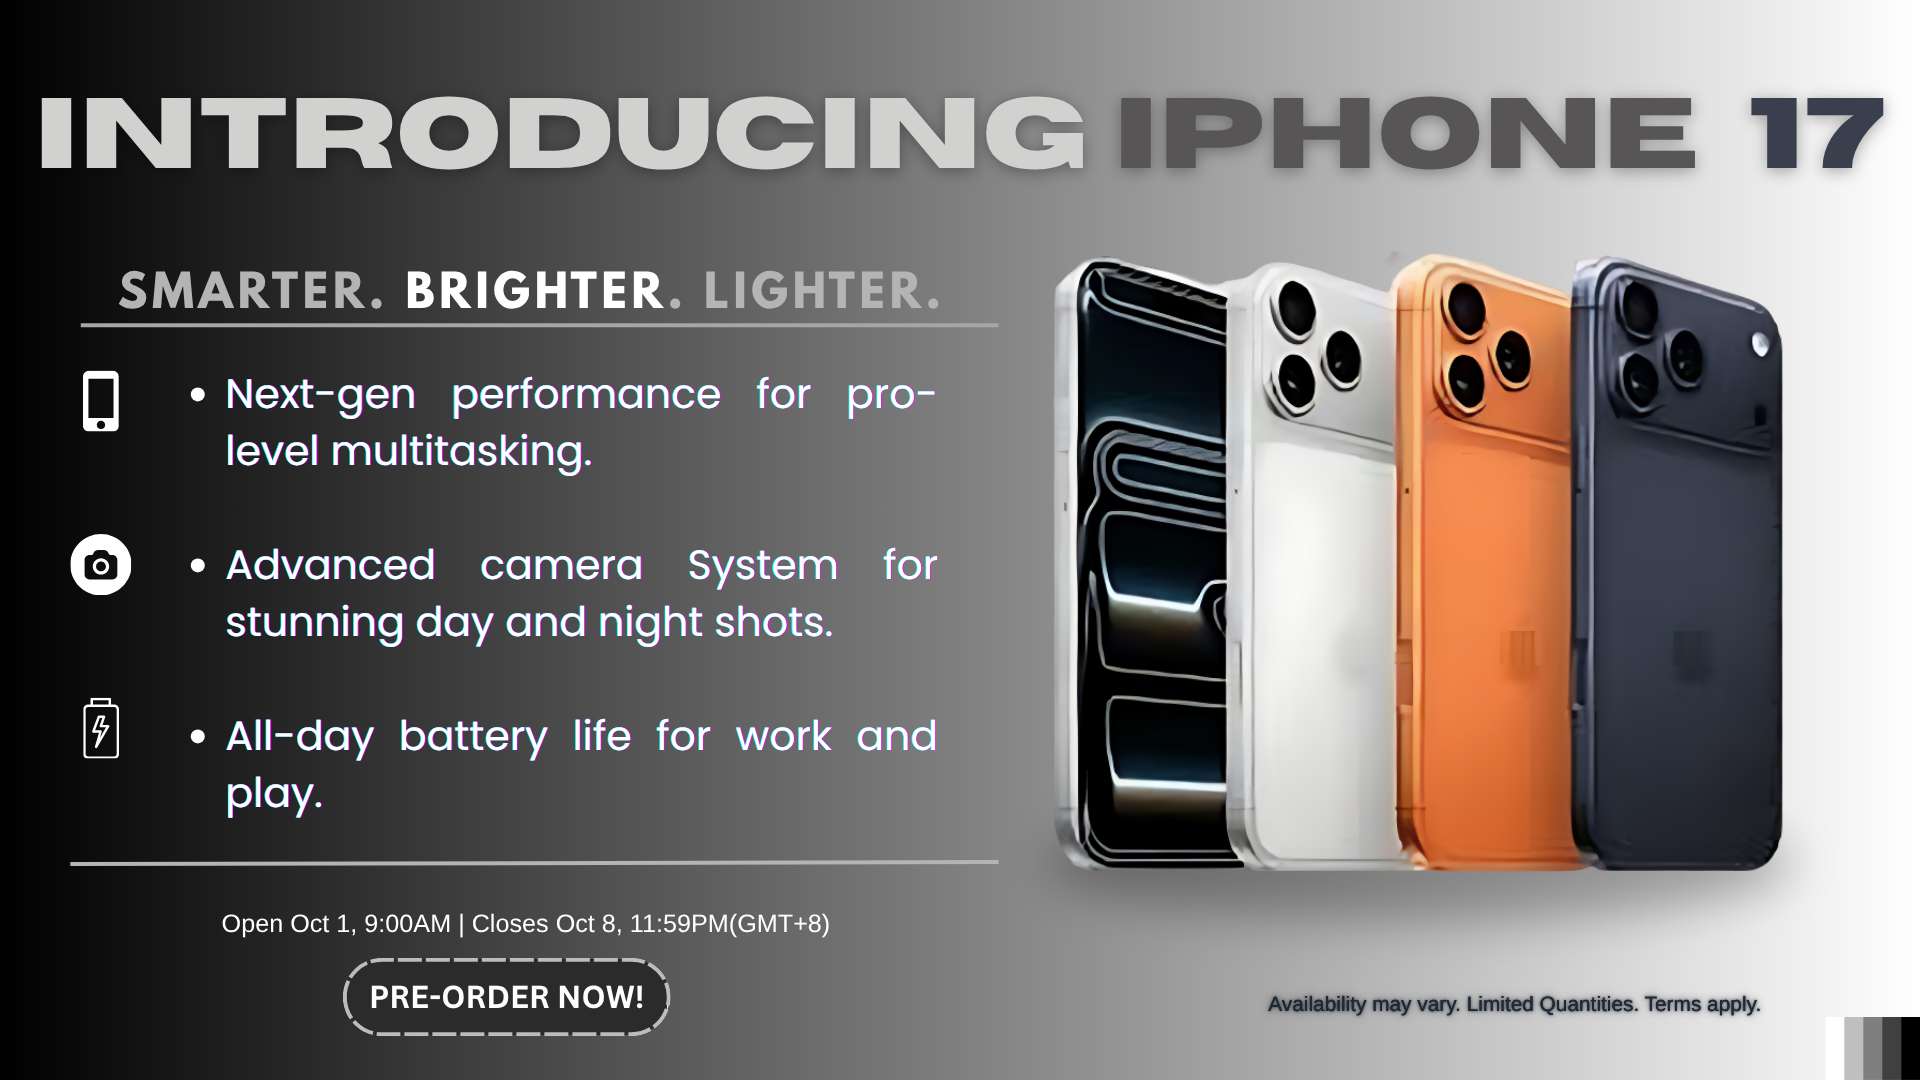 INTRODUCING IPHONE 17
SMARTER. BRIGHTER. LIGHTER.
• Next-gen performance for pro-
level multitasking.
• Advanced camera System for
stunning day and night shots.
• All-day battery life for work and
play.
Open Oct 1, 9:00AM | Closes Oct 8, 11:59PM(GMT+8)
PRE-ORDER NOW!
Availability may vary. Limited Quantities. Terms apply.